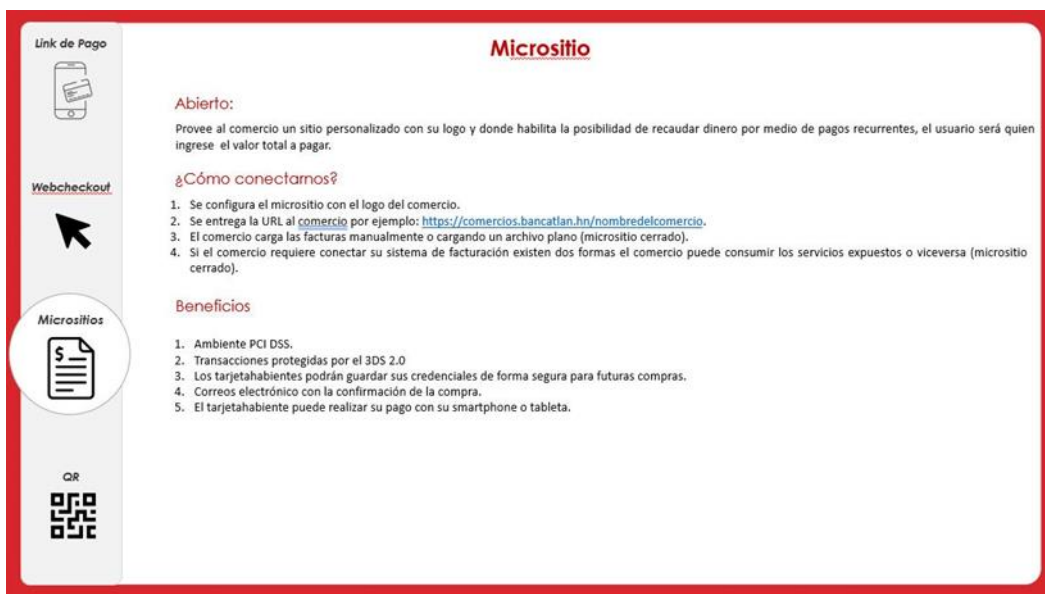 Link de Pago
Micrositio
Abierto:
Provee al comercio un sitio personalizado con su logo y donde habilita la posibilidad de recaudar dinero por medio de pagos recurrentes, el usuario será quien
ingrese el valor total a pagar.
Webcheckout
¿Cómo conectarnos?
1. Se configura el micrositio con el logo del comercio.
2. Se entrega la URL al comercio por ejemplo: https://comercios.bancatlan.hn/nombredelcomercio.
3. El comercio carga las facturas manualmente o cargando un archivo plano (micrositio cerrado).
4. Si el comercio requiere conectar su sistema de facturación existen dos formas el comercio puede consumir los servicios expuestos o viceversa (micrositio
cerrado).
Beneficios
Micrositios
1. Ambiente PCI DSS.
2. Transacciones protegidas por el 3DS 2.0
3. Los tarjetahabientes podrán guardar sus credenciales de forma segura para futuras compras.
4. Correos electrónico con la confirmación de la compra.
5. El tarjetahabiente puede realizar su pago con su smartphone o tableta.
QR